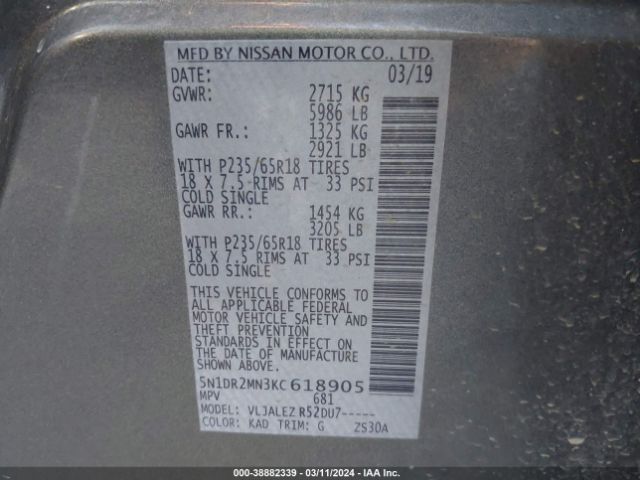 MFD BY NISSAN MOTOR CO., LTD.
DATE: 03/19
GVWR: 2715 KG
5986 LB
GAWR FR.: 1325 KG
2921 LB
WITH P235/65R18 TIRES
18 X 7.5 RIMS AT 33 PSI
COLD SINGLE
GAWR RR.: 1454 KG
3205 LB
WITH P235/65R18 TIRES
18 X 7.5 RIMS AT 33 PSI
COLD SINGLE
THIS VEHICLE CONFORMS TO
ALL APPLICABLE FEDERAL
MOTOR VEHICLE SAFETY AND
THEFT PREVENTION
STANDARDS IN EFFECT ON
THE DATE OF MANUFACTURE
SHOWN ABOVE.
5N1DR2MN3KC618905
MPV 681
MODEL: VLJALEZ R52DU7-----
COLOR: KAD TRIM: G ZS30A
000-38882339 - 03/11/2024 - IAA Inc.